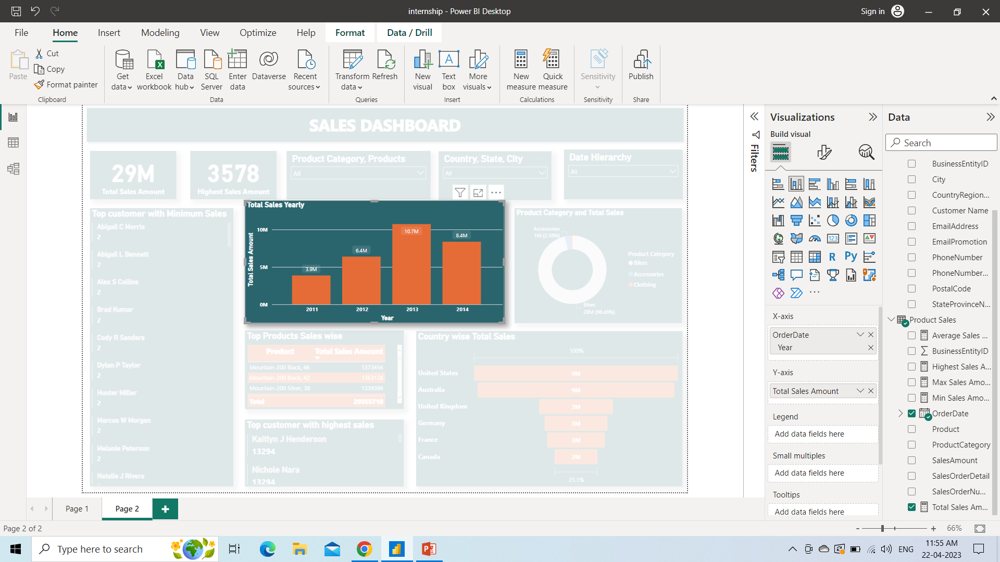 internship - Power BI Desktop
Sign in
File Home Insert Modeling View Optimize Help Format Data / Drill
Paste
Cut
Copy
Format painter
Clipboard
Get data
Excel workbook
Data hub
SQL Server
Enter data
Dataverse
Recent sources
Data
Transform data
Refresh
Queries
New visual
Text box
More visuals
Insert
New measure
Quick measure
Calculations
Sensitivity
Sensitivity
Publish
Share
SALES DASHBOARD
29M
Total Sales Amount
3578
Highest Sales Amount
Product Category, Products
All
Country, State, City
All
Date Hierarchy
All
Top customer with Minimum Sales
Abigail C Morris
2
Abigail L Bennett
2
Alex S Collins
2
Brad Kumar
2
Cody R Sanders
2
Dylan P Taylor
2
Hunter Miller
2
Marcus W Morgan
2
Melanie Peterson
2
Natalie J Rivera
Total Sales Yearly
Total Sales Amount
10M
5M
0M
3.9M
6.4M
10.7M
8.4M
2011 2012 2013 2014
Year
Product Category and Total Sales
Accessories
1M (2.38%)
Product Category
Bikes
Accessories
Clothing
Bikes
28M (96.46%)
Top Products Sales wise
Product Total Sales Amount
Mountain-200 Black, 46 1373454
Mountain-200 Black, 42 1363128
Mountain-200 Silver, 38 1339394
Total 29355710
Top customer with highest sales
Kaitlyn J Henderson
13294
Nichole Nara
13294
Country wise Total Sales
100%
United States 9M
Australia 9M
United Kingdom 3M
Germany 3M
France 3M
Canada 2M
21.1%
Filters
Visualizations
Build visual
123
R
Py
X-axis
OrderDate
Year
Y-axis
Total Sales Amount
Legend
Add data fields here
Small multiples
Add data fields here
Tooltips
Add data fields here
Data
Search
BusinessEntityID
City
CountryRegion...
Customer Name
EmailAddress
EmailPromotion
PhoneNumber
PhoneNumber...
PostalCode
StateProvinceN...
Product Sales
Average Sales ...
BusinessEntityID
Highest Sales A...
Max Sales Amo...
Min Sales Amo...
OrderDate
Product
ProductCategory
SalesAmount
SalesOrderDetail
SalesOrderNu...
Total Sales Am...
Page 1
Page 2
Page 2 of 2
66%
Type here to search
ENG
11:55 AM
22-04-2023